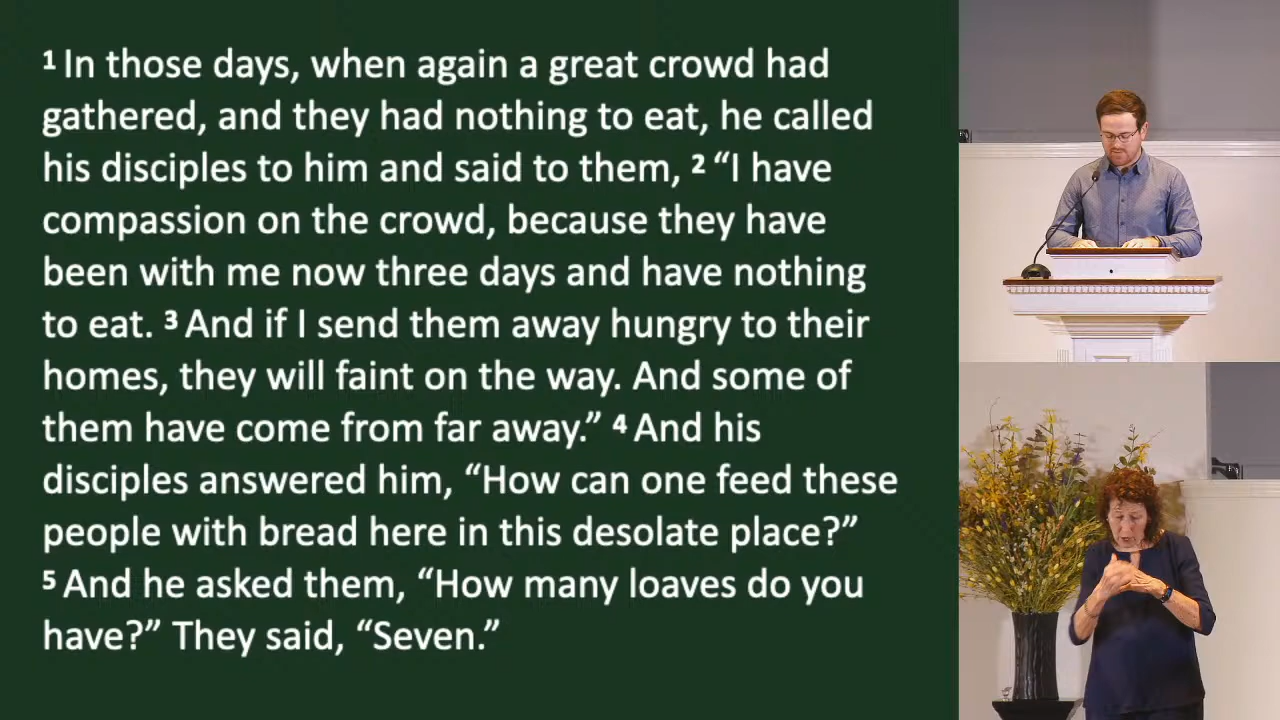 1 In those days, when again a great crowd had
gathered, and they had nothing to eat, he called
his disciples to him and said to them, 2 “I have
compassion on the crowd, because they have
been with me now three days and have nothing
to eat. 3 And if I send them away hungry to their
homes, they will faint on the way. And some of
them have come from far away.” 4 And his
disciples answered him, “How can one feed these
people with bread here in this desolate place?”
5 And he asked them, “How many loaves do you
have?” They said, “Seven.”